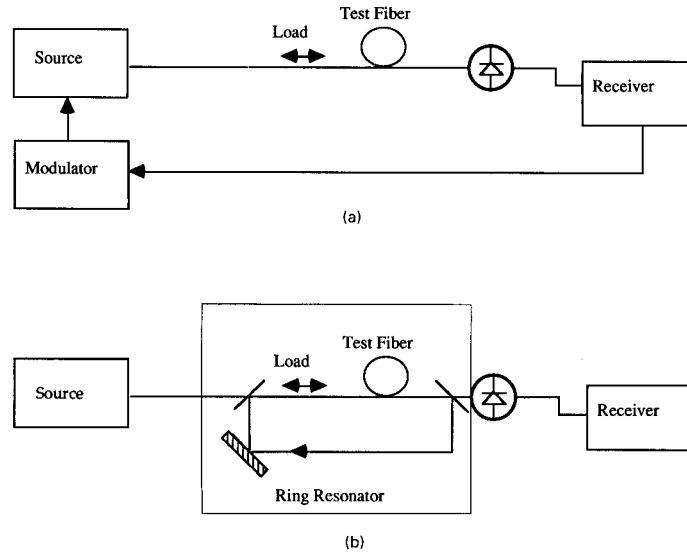 Test Fiber
Load
Source
Receiver
Modulator
(a)
Test Fiber
Load
Source
Receiver
Ring Resonator
(b)